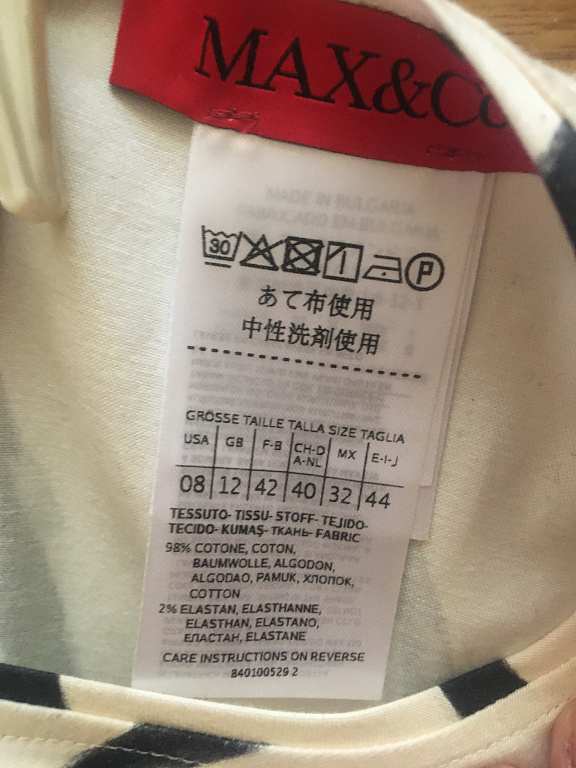 MAX&Co
MADE IN BULGARIA
FABRICADO EN BULGARIA
30
P
あて布使用
中性洗剤使用
GRÖSSE TAILLE TALLA SIZE TAGLIA
USA GB F-B CH-D A-NL MX E-I-J
08 12 42 40 32 44
TESSUTO- TISSU- STOFF- TEJIDO-
TECIDO- KUMAŞ- ТКАНЬ- FABRIC
98% COTONE, COTON,
BAUMWOLLE, ALGODON,
ALGODAO, PAMUK, ХЛОПОК,
COTTON
2% ELASTAN, ELASTHANNE,
ELASTHAN, ELASTANO,
ЕЛАСТАН, ELASTANE
CARE INSTRUCTIONS ON REVERSE
840100529 2